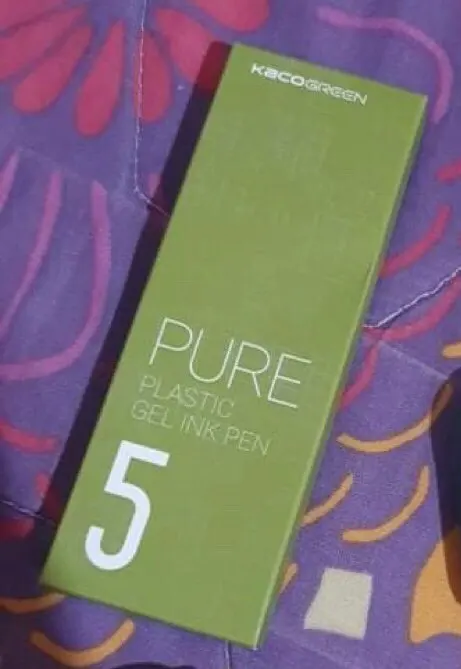 KACOGREEN
PURE
PLASTIC
GEL INK PEN
5